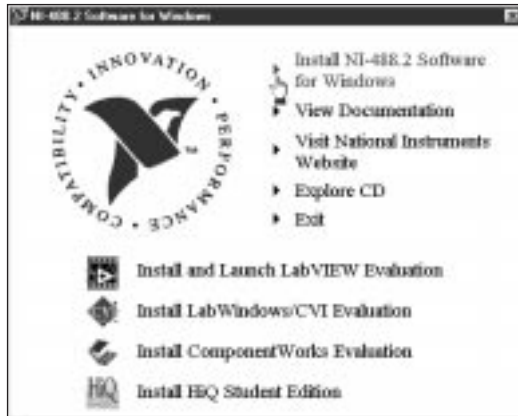 NI-488.2 Software for Windows
INNOVATION • PERFORMANCE • COMPATIBILITY •
TM
Install NI-488.2 Software
for Windows
View Documentation
Visit National Instruments
Website
Explore CD
Exit
Install and Launch LabVIEW Evaluation
Install LabWindows/CVI Evaluation
Install ComponentWorks Evaluation
HiQ
Install HiQ Student Edition